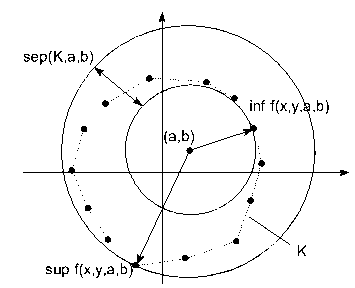 sep(K,a,b)
inf f(x,y,a,b)
(a,b)
K
sup f(x,y,a,b)